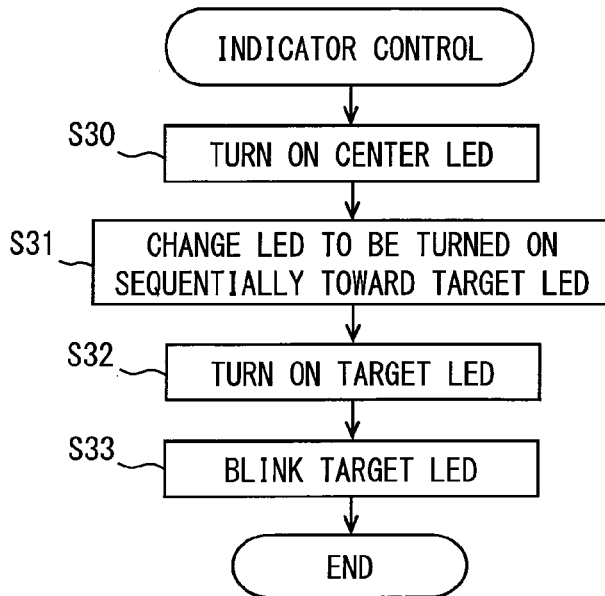 INDICATOR CONTROL
S30
TURN ON CENTER LED
S31
CHANGE LED TO BE TURNED ON
SEQUENTIALLY TOWARD TARGET LED
S32
TURN ON TARGET LED
S33
BLINK TARGET LED
END